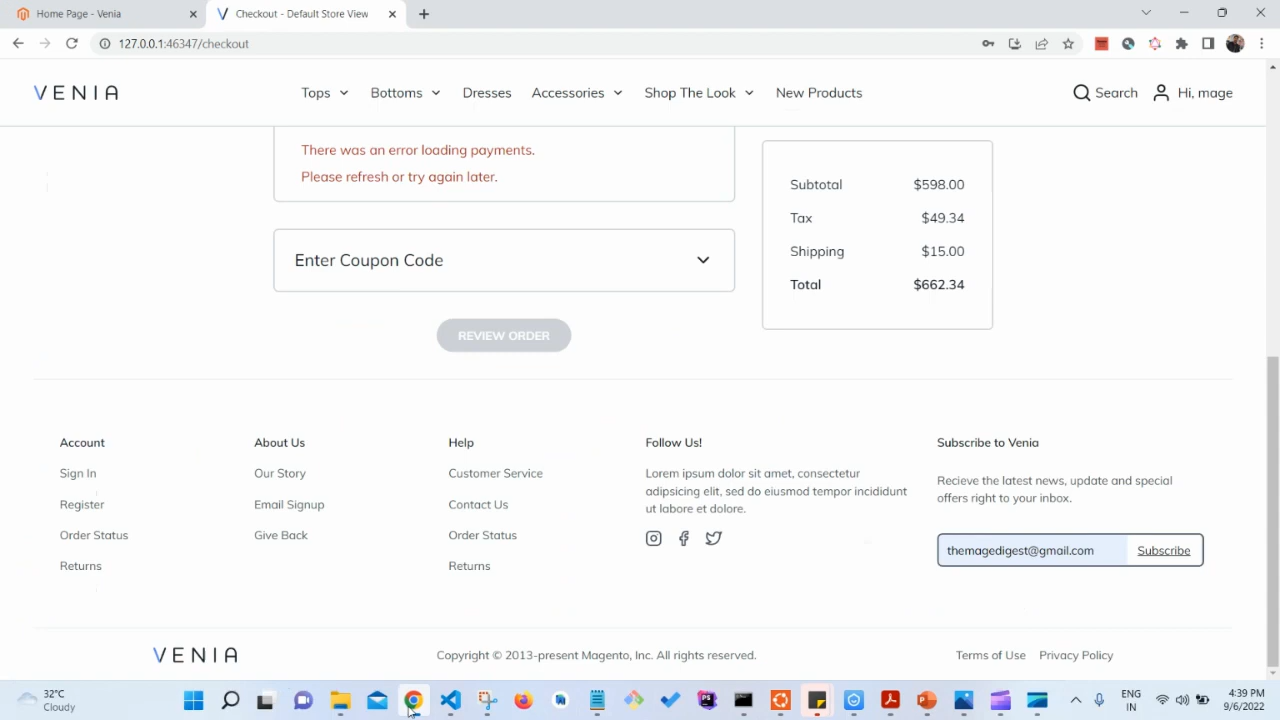 Home Page - Venia
Checkout - Default Store View
127.0.0.1:46347/checkout
VENIA
Tops
Bottoms
Dresses
Accessories
Shop The Look
New Products
Search
Hi, mage
There was an error loading payments.
Please refresh or try again later.
Enter Coupon Code
REVIEW ORDER
Subtotal $598.00
Tax $49.34
Shipping $15.00
Total $662.34
Account
Sign In
Register
Order Status
Returns
About Us
Our Story
Email Signup
Give Back
Help
Customer Service
Contact Us
Order Status
Returns
Follow Us!
Lorem ipsum dolor sit amet, consectetur
adipsicing elit, sed do eiusmod tempor incididunt
ut labore et dolore.
Subscribe to Venia
Recieve the latest news, update and special
offers right to your inbox.
themagedigest@gmail.com
Subscribe
VENIA
Copyright © 2013-present Magento, Inc. All rights reserved.
Terms of Use
Privacy Policy
32°C
Cloudy
ENG
IN
4:39 PM
9/6/2022